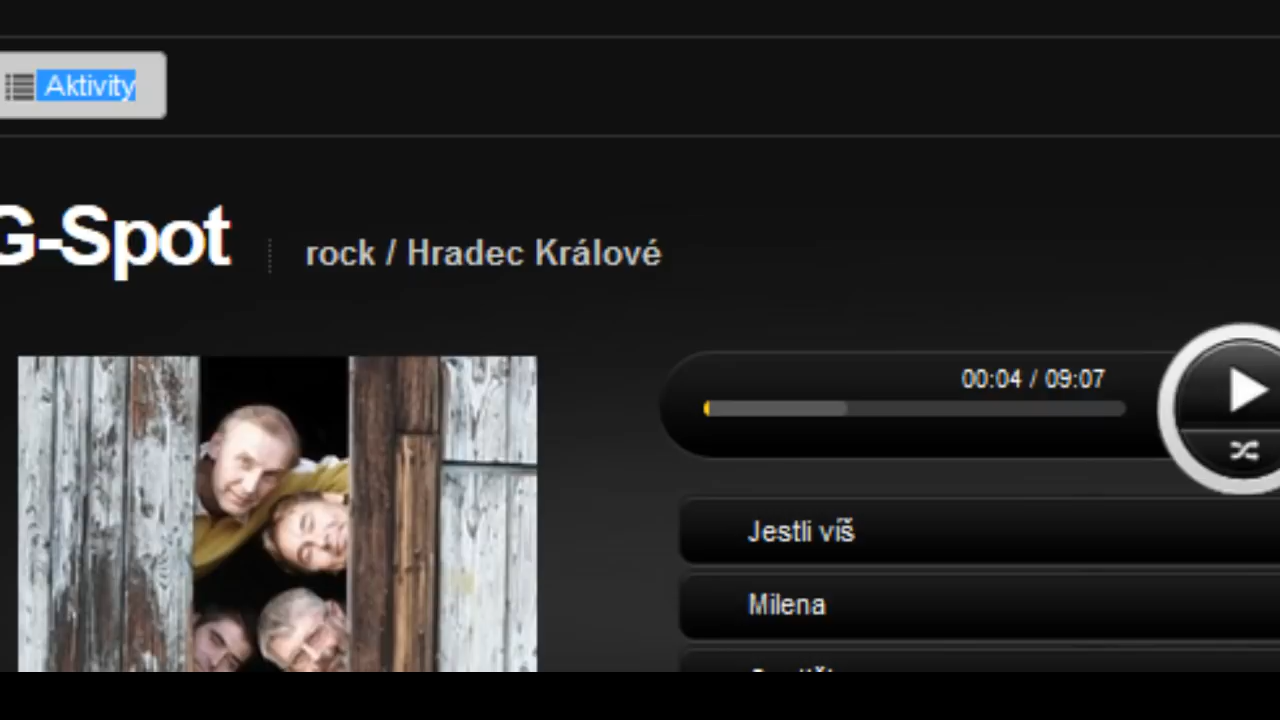 Aktivity
G-Spot
rock / Hradec Králové
00:04 / 09:07
Jestli víš
Milena